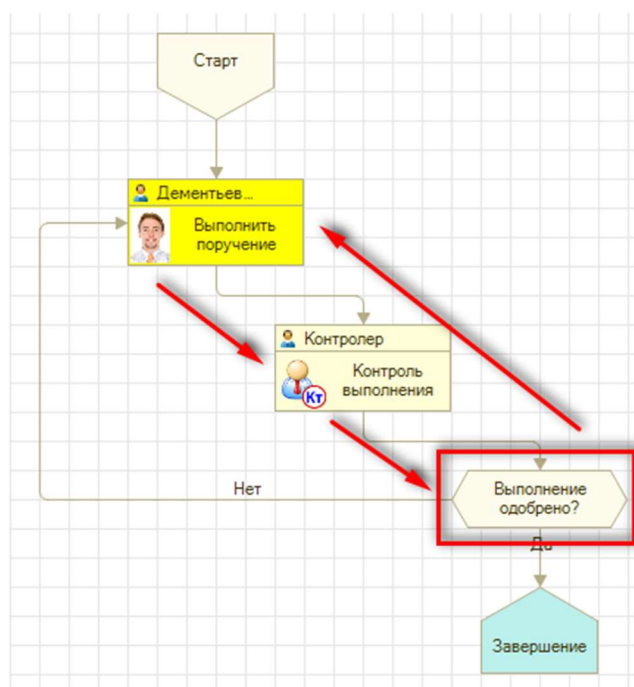 Старт
Дементьев...
Выполнить
поручение
Контролер
Контроль
выполнения
Кт
Нет
Выполнение
одобрено?
Да
Завершение